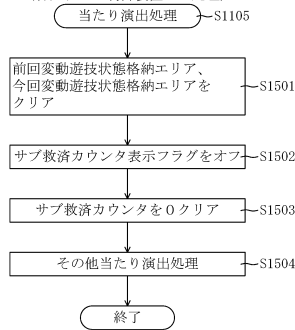 当たり演出処理 S1105
前回変動遊技状態格納エリア、
今回変動遊技状態格納エリアを S1501
クリア
サブ救済カウンタ表示フラグをオフ S1502
サブ救済カウンタを０クリア S1503
その他当たり演出処理 S1504
終了